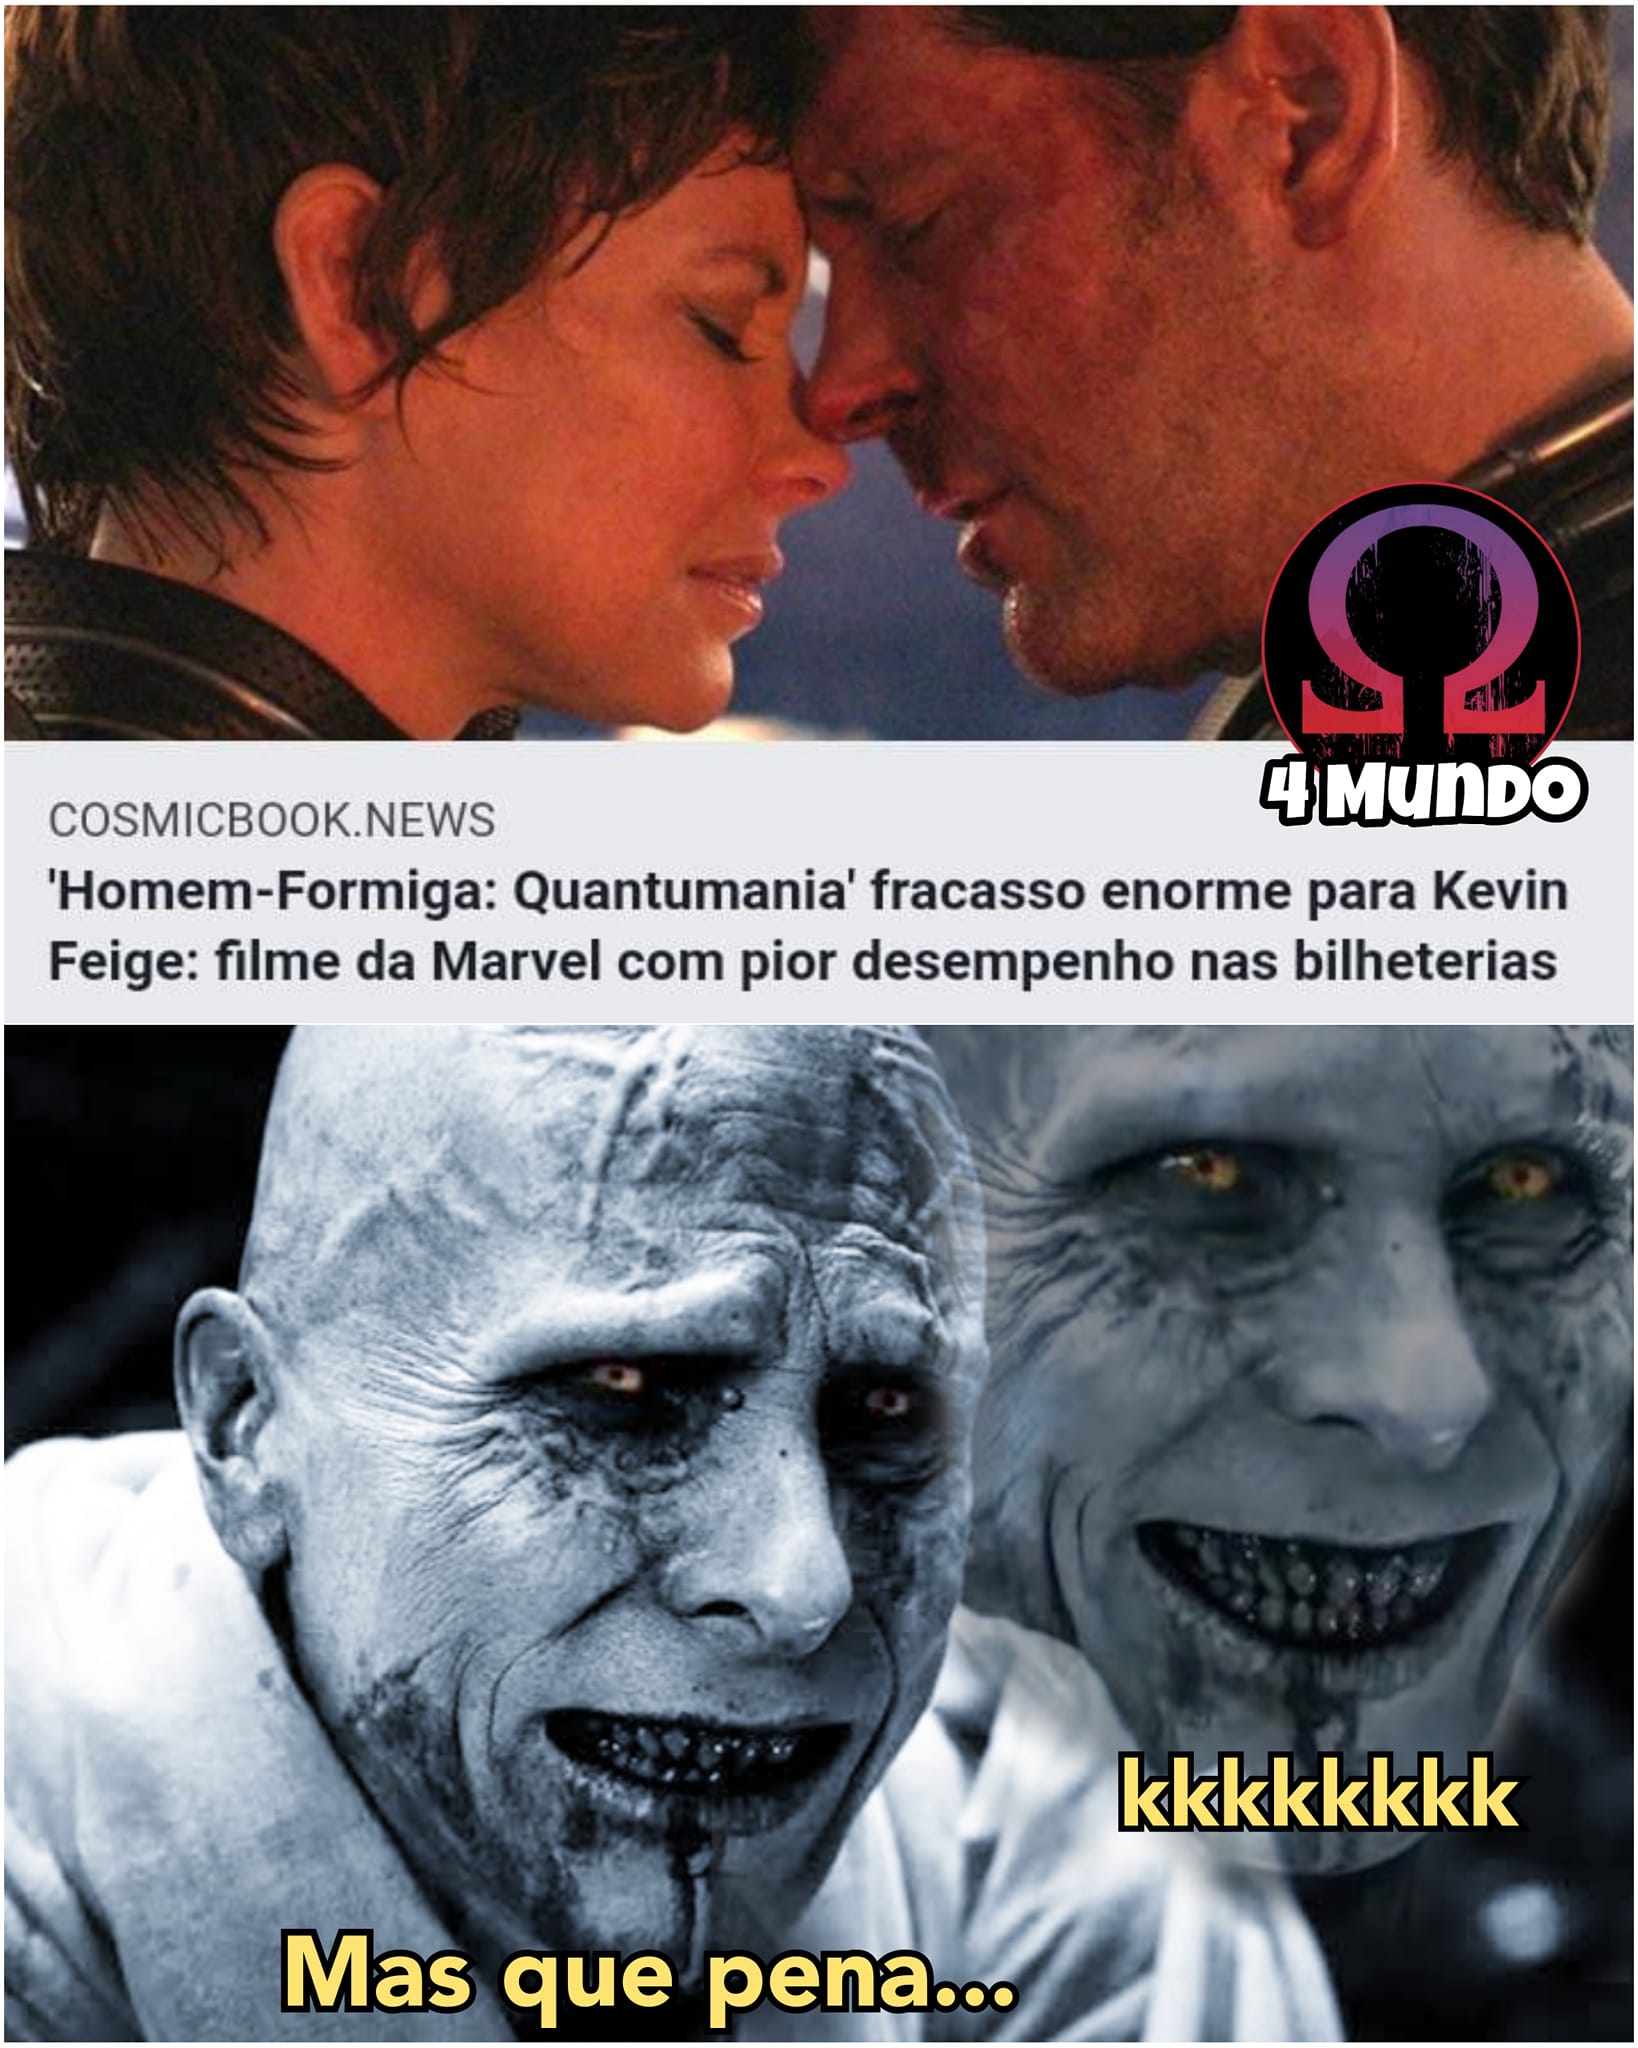 4 MUNDO
COSMICBOOK.NEWS
'Homem-Formiga: Quantumania' fracasso enorme para Kevin
Feige: filme da Marvel com pior desempenho nas bilheterias
kkkkkkkk
Mas que pena...